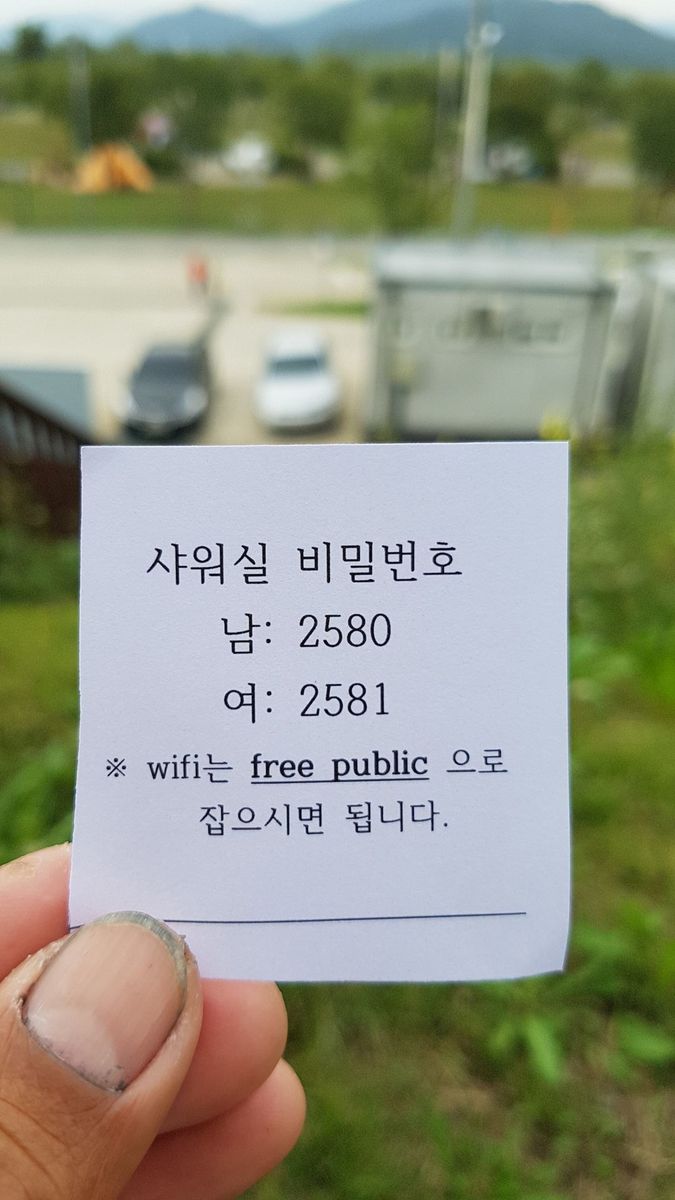 샤워실 비밀번호
남: 2580
여: 2581
※ wifi는 free public 으로
잡으시면 됩니다.